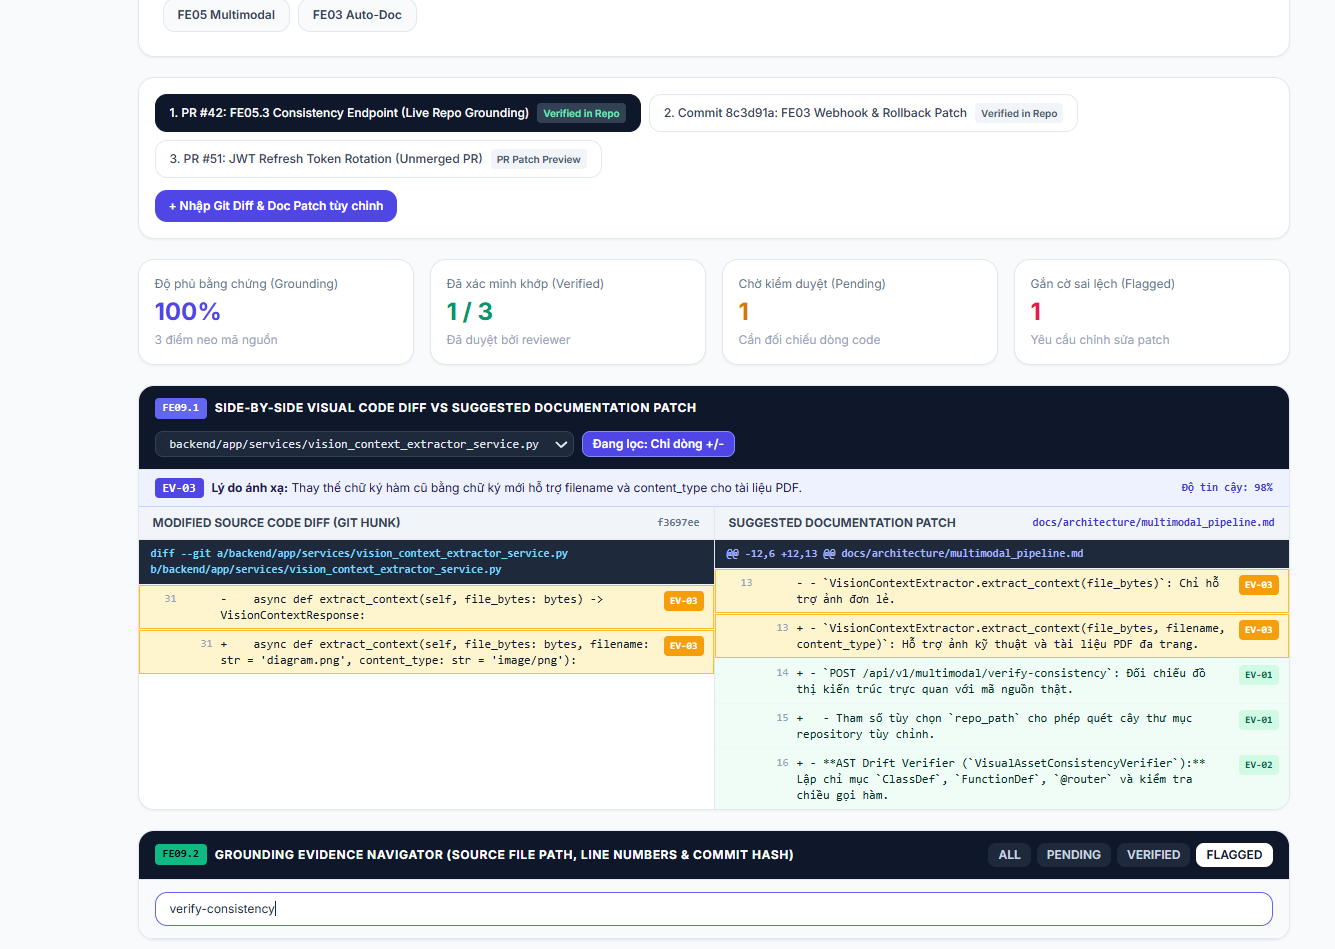 FE05 Multimodal
FE03 Auto-Doc
1. PR #42: FE05.3 Consistency Endpoint (Live Repo Grounding) Verified in Repo
2. Commit 8c3d91a: FE03 Webhook & Rollback Patch Verified in Repo
3. PR #51: JWT Refresh Token Rotation (Unmerged PR) PR Patch Preview
+ Nhập Git Diff & Doc Patch tùy chỉnh
Độ phủ bằng chứng (Grounding)
100%
3 điểm neo mã nguồn
Đã xác minh khớp (Verified)
1 / 3
Đã duyệt bởi reviewer
Chờ kiểm duyệt (Pending)
1
Cần đối chiếu dòng code
Gắn cờ sai lệch (Flagged)
1
Yêu cầu chỉnh sửa patch
FE09.1 SIDE-BY-SIDE VISUAL CODE DIFF VS SUGGESTED DOCUMENTATION PATCH
backend/app/services/vision_context_extractor_service.py
Đang lọc: Chỉ dòng +/-
EV-03 Lý do ánh xạ: Thay thế chữ ký hàm cũ bằng chữ ký mới hỗ trợ filename và content_type cho tài liệu PDF.
Độ tin cậy: 98%
MODIFIED SOURCE CODE DIFF (GIT HUNK) f3697ee
diff --git a/backend/app/services/vision_context_extractor_service.py
b/backend/app/services/vision_context_extractor_service.py
31 - async def extract_context(self, file_bytes: bytes) -> EV-03
VisionContextResponse:
31 + async def extract_context(self, file_bytes: bytes, filename: EV-03
str = 'diagram.png', content_type: str = 'image/png'):
SUGGESTED DOCUMENTATION PATCH docs/architecture/multimodal_pipeline.md
@@ -12,6 +12,13 @@ docs/architecture/multimodal_pipeline.md
13 - - `VisionContextExtractor.extract_context(file_bytes)`: Chỉ hỗ EV-03
trợ ảnh đơn lẻ.
13 + - `VisionContextExtractor.extract_context(file_bytes, filename, EV-03
content_type)`: Hỗ trợ ảnh kỹ thuật và tài liệu PDF đa trang.
14 + - `POST /api/v1/multimodal/verify-consistency`: Đối chiếu đồ EV-01
thị kiến trúc trực quan với mã nguồn thật.
15 + - Tham số tùy chọn `repo_path` cho phép quét cây thư mục EV-01
repository tùy chỉnh.
16 + - **AST Drift Verifier (`VisualAssetConsistencyVerifier`):** EV-02
Lập chỉ mục `ClassDef`, `FunctionDef`, `@router` và kiểm tra
chiều gọi hàm.
FE09.2 GROUNDING EVIDENCE NAVIGATOR (SOURCE FILE PATH, LINE NUMBERS & COMMIT HASH)
ALL PENDING VERIFIED FLAGGED
verify-consistency